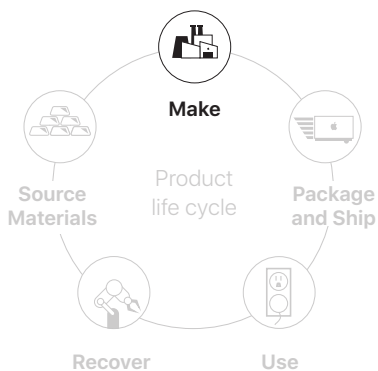 Make
Source
Materials
Product
life cycle
Package
and Ship
Recover
Use